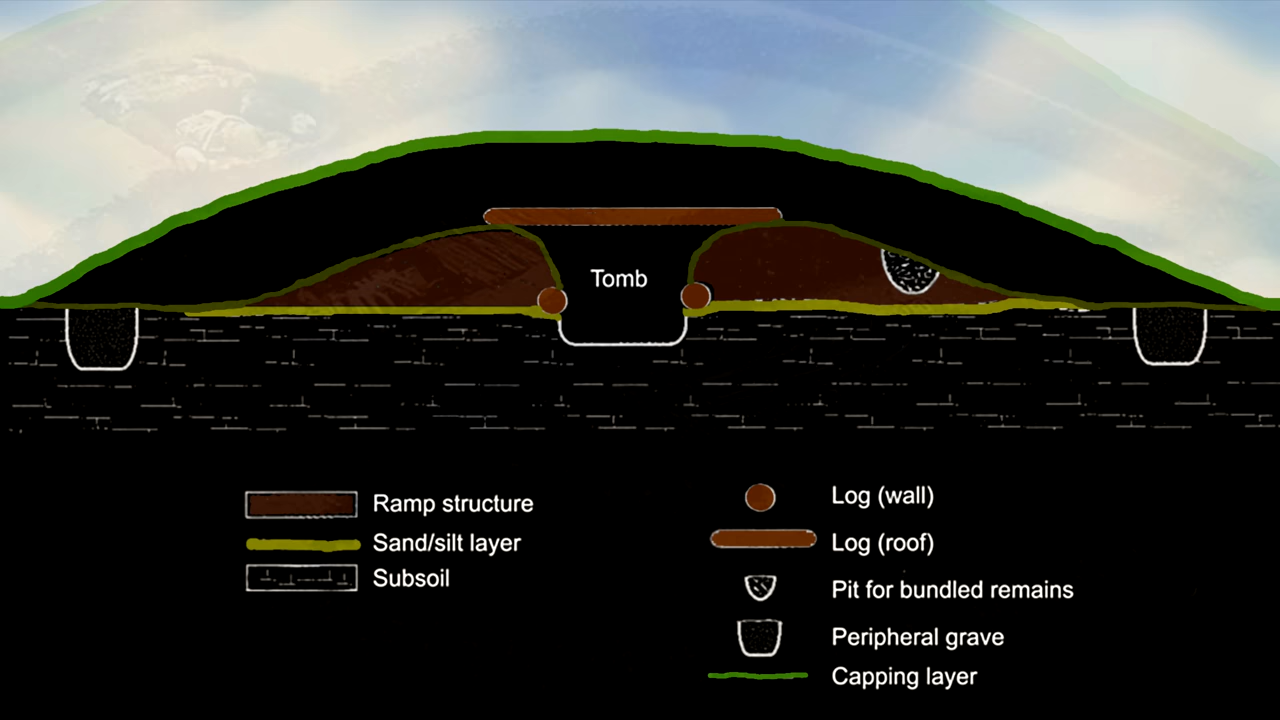 Tomb
Ramp structure
Sand/silt layer
Subsoil
Log (wall)
Log (roof)
Pit for bundled remains
Peripheral grave
Capping layer